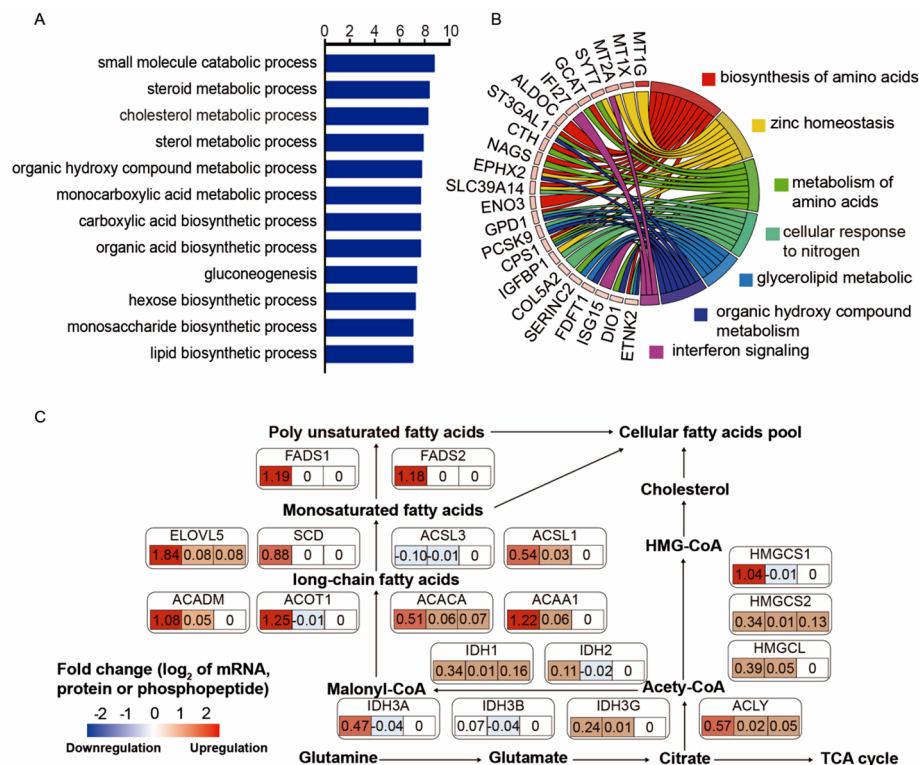 A
0 2 4 6 8 10
small molecule catabolic process
steroid metabolic process
cholesterol metabolic process
sterol metabolic process
organic hydroxy compound metabolic process
monocarboxylic acid metabolic process
carboxylic acid biosynthetic process
organic acid biosynthetic process
gluconeogenesis
hexose biosynthetic process
monosaccharide biosynthetic process
lipid biosynthetic process
B
MT1G
MT1X
MT2A
SYT7
GCAT
IFI27
ALDOC
ST3GAL1
CTH
NAGS
EPHX2
SLC39A14
ENO3
GPD1
PCSK9
CPS1
IGFBP1
COL5A2
SERINC2
FDFT1
ISG15
DIO1
ETNK2
biosynthesis of amino acids
zinc homeostasis
metabolism of
amino acids
cellular response
to nitrogen
glycerolipid metabolic
organic hydroxy compound
metabolism
interferon signaling
C
Poly unsaturated fatty acids
Cellular fatty acids pool
FADS1
1.19 0 0
FADS2
1.18 0 0
Cholesterol
Monosaturated fatty acids
ELOVL5
1.84 0.08 0.08
SCD
0.88 0 0
ACSL3
-0.10 -0.01 0
ACSL1
0.54 0.03 0
HMG-CoA
HMGCS1
1.04 -0.01 0
long-chain fatty acids
ACADM
1.08 0.05 0
ACOT1
1.25 -0.01 0
ACACA
0.51 0.06 0.07
ACAA1
1.22 0.06 0
HMGCS2
0.34 0.01 0.13
HMGCL
0.39 0.05 0
IDH1
0.34 0.01 0.16
IDH2
0.11 -0.02 0
Fold change (log2 of mRNA,
protein or phosphopeptide)
-2 -1 0 1 2
Downregulation Upregulation
Malonyl-CoA
Acety-CoA
IDH3A
0.47 -0.04 0
IDH3B
0.07 -0.04 0
IDH3G
0.24 0.01 0
ACLY
0.57 0.02 0.05
Glutamine
Glutamate
Citrate
TCA cycle